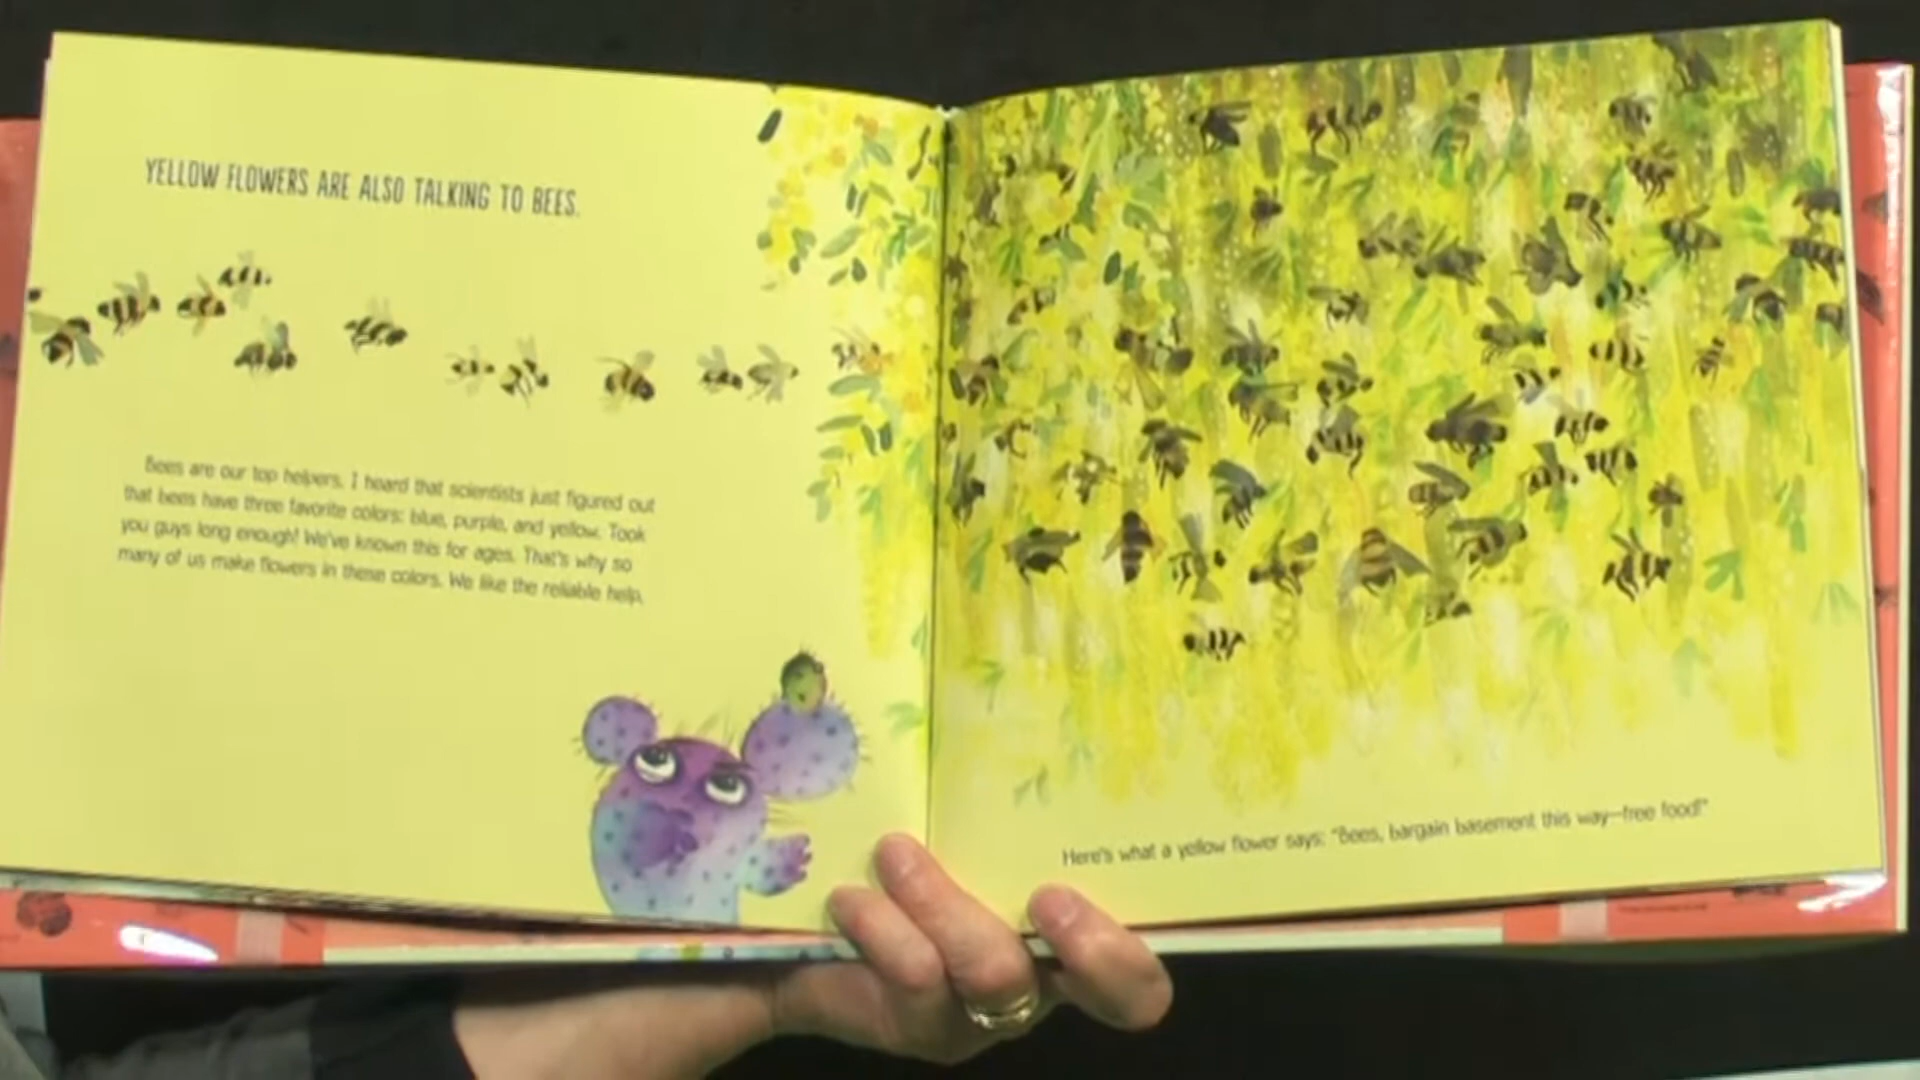 YELLOW FLOWERS ARE ALSO TALKING TO BEES.
Bees are our top helpers. I heard that scientists just figured out
that bees have three favorite colors: blue, purple, and yellow. Took
you guys long enough! We've known this for ages. That's why so
many of us make flowers in these colors. We like the reliable help.
Here's what a yellow flower says: "Bees, bargain basement this way—free food!"